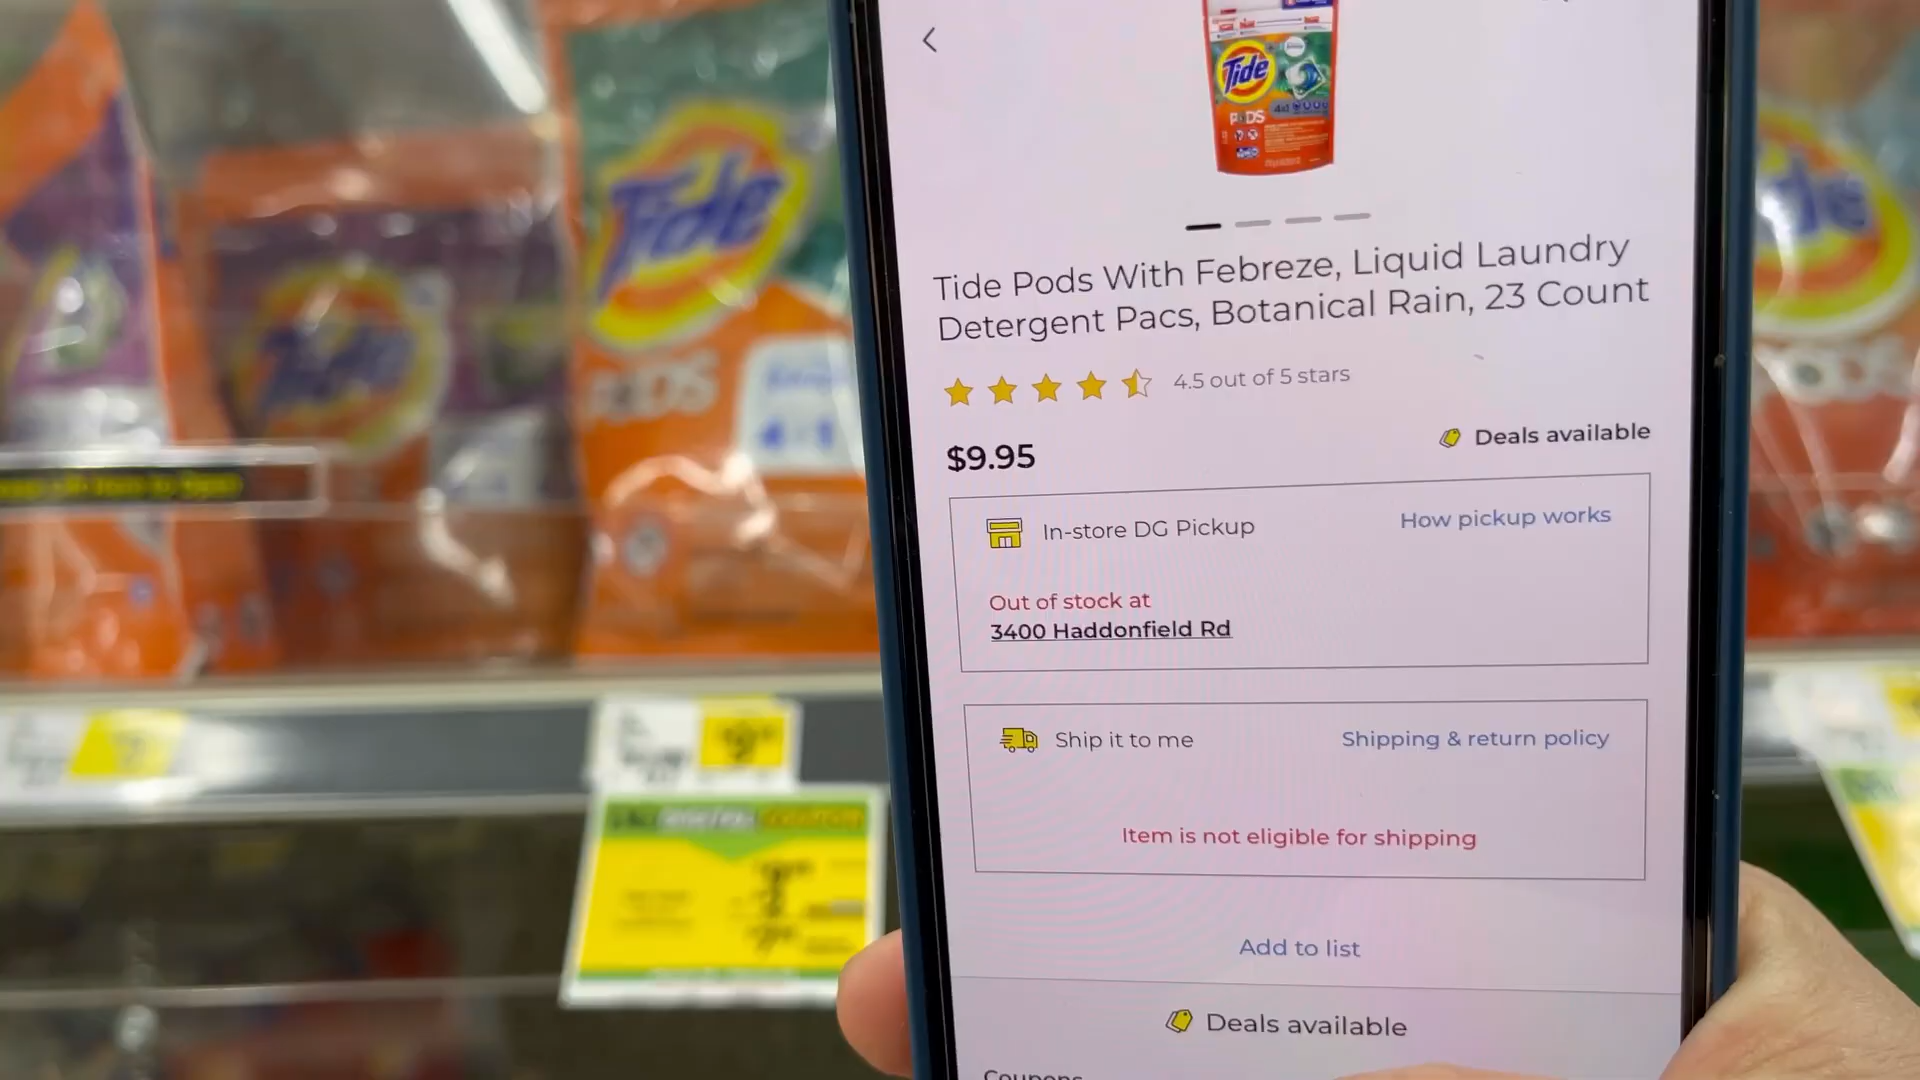 Tide
PODS
Tide Pods With Febreze, Liquid Laundry
Detergent Pacs, Botanical Rain, 23 Count
4.5 out of 5 stars
$9.95
Deals available
In-store DG Pickup
How pickup works
Out of stock at
3400 Haddonfield Rd
Ship it to me
Shipping & return policy
Item is not eligible for shipping
Add to list
Deals available
Coupons
Tide
Tide
PODS
Tide